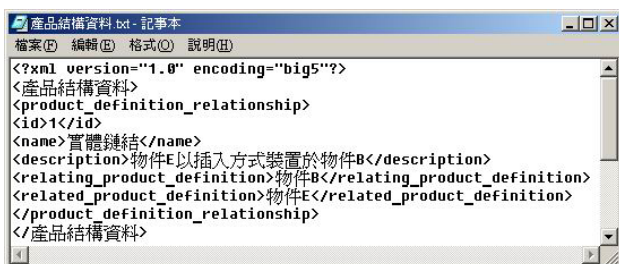 產品結構資料.txt - 記事本
檔案(F) 編輯(E) 格式(O) 說明(H)
<?xml version="1.0" encoding="big5"?>
<產品結構資料>
<product_definition_relationship>
<id>1</id>
<name>實體鏈結</name>
<description>物件E以插入方式裝置於物件B</description>
<relating_product_definition>物件B</relating_product_definition>
<related_product_definition>物件E</related_product_definition>
</product_definition_relationship>
</產品結構資料>